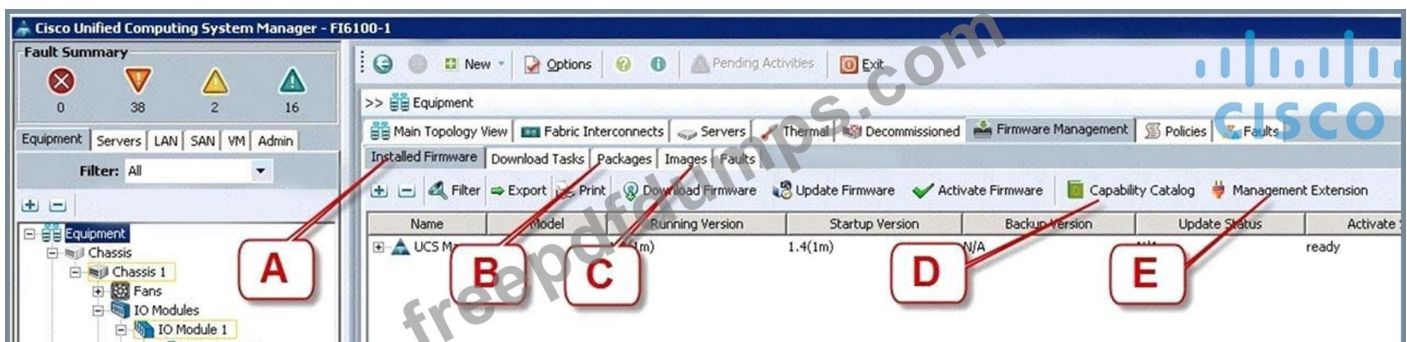 Cisco Unified Computing System Manager - FI6100-1
Fault Summary
0 38 2 16
New Options Pending Activities Exit
>> Equipment
Equipment Servers LAN SAN VM Admin
Main Topology View Fabric Interconnects Servers Thermal Decommissioned Firmware Management Policies Faults
Installed Firmware Download Tasks Packages Images Faults
Filter: All
Filter Export Print Download Firmware Update Firmware Activate Firmware Capability Catalog Management Extension
Name Model Running Version Startup Version Backup Version Update Status Activate
UCS 1.4(1m) N/A ready
Equipment
Chassis
Chassis 1
Fans
IO Modules
IO Module 1
A
B
C
D
E
CISCO
freepdfdumps.com